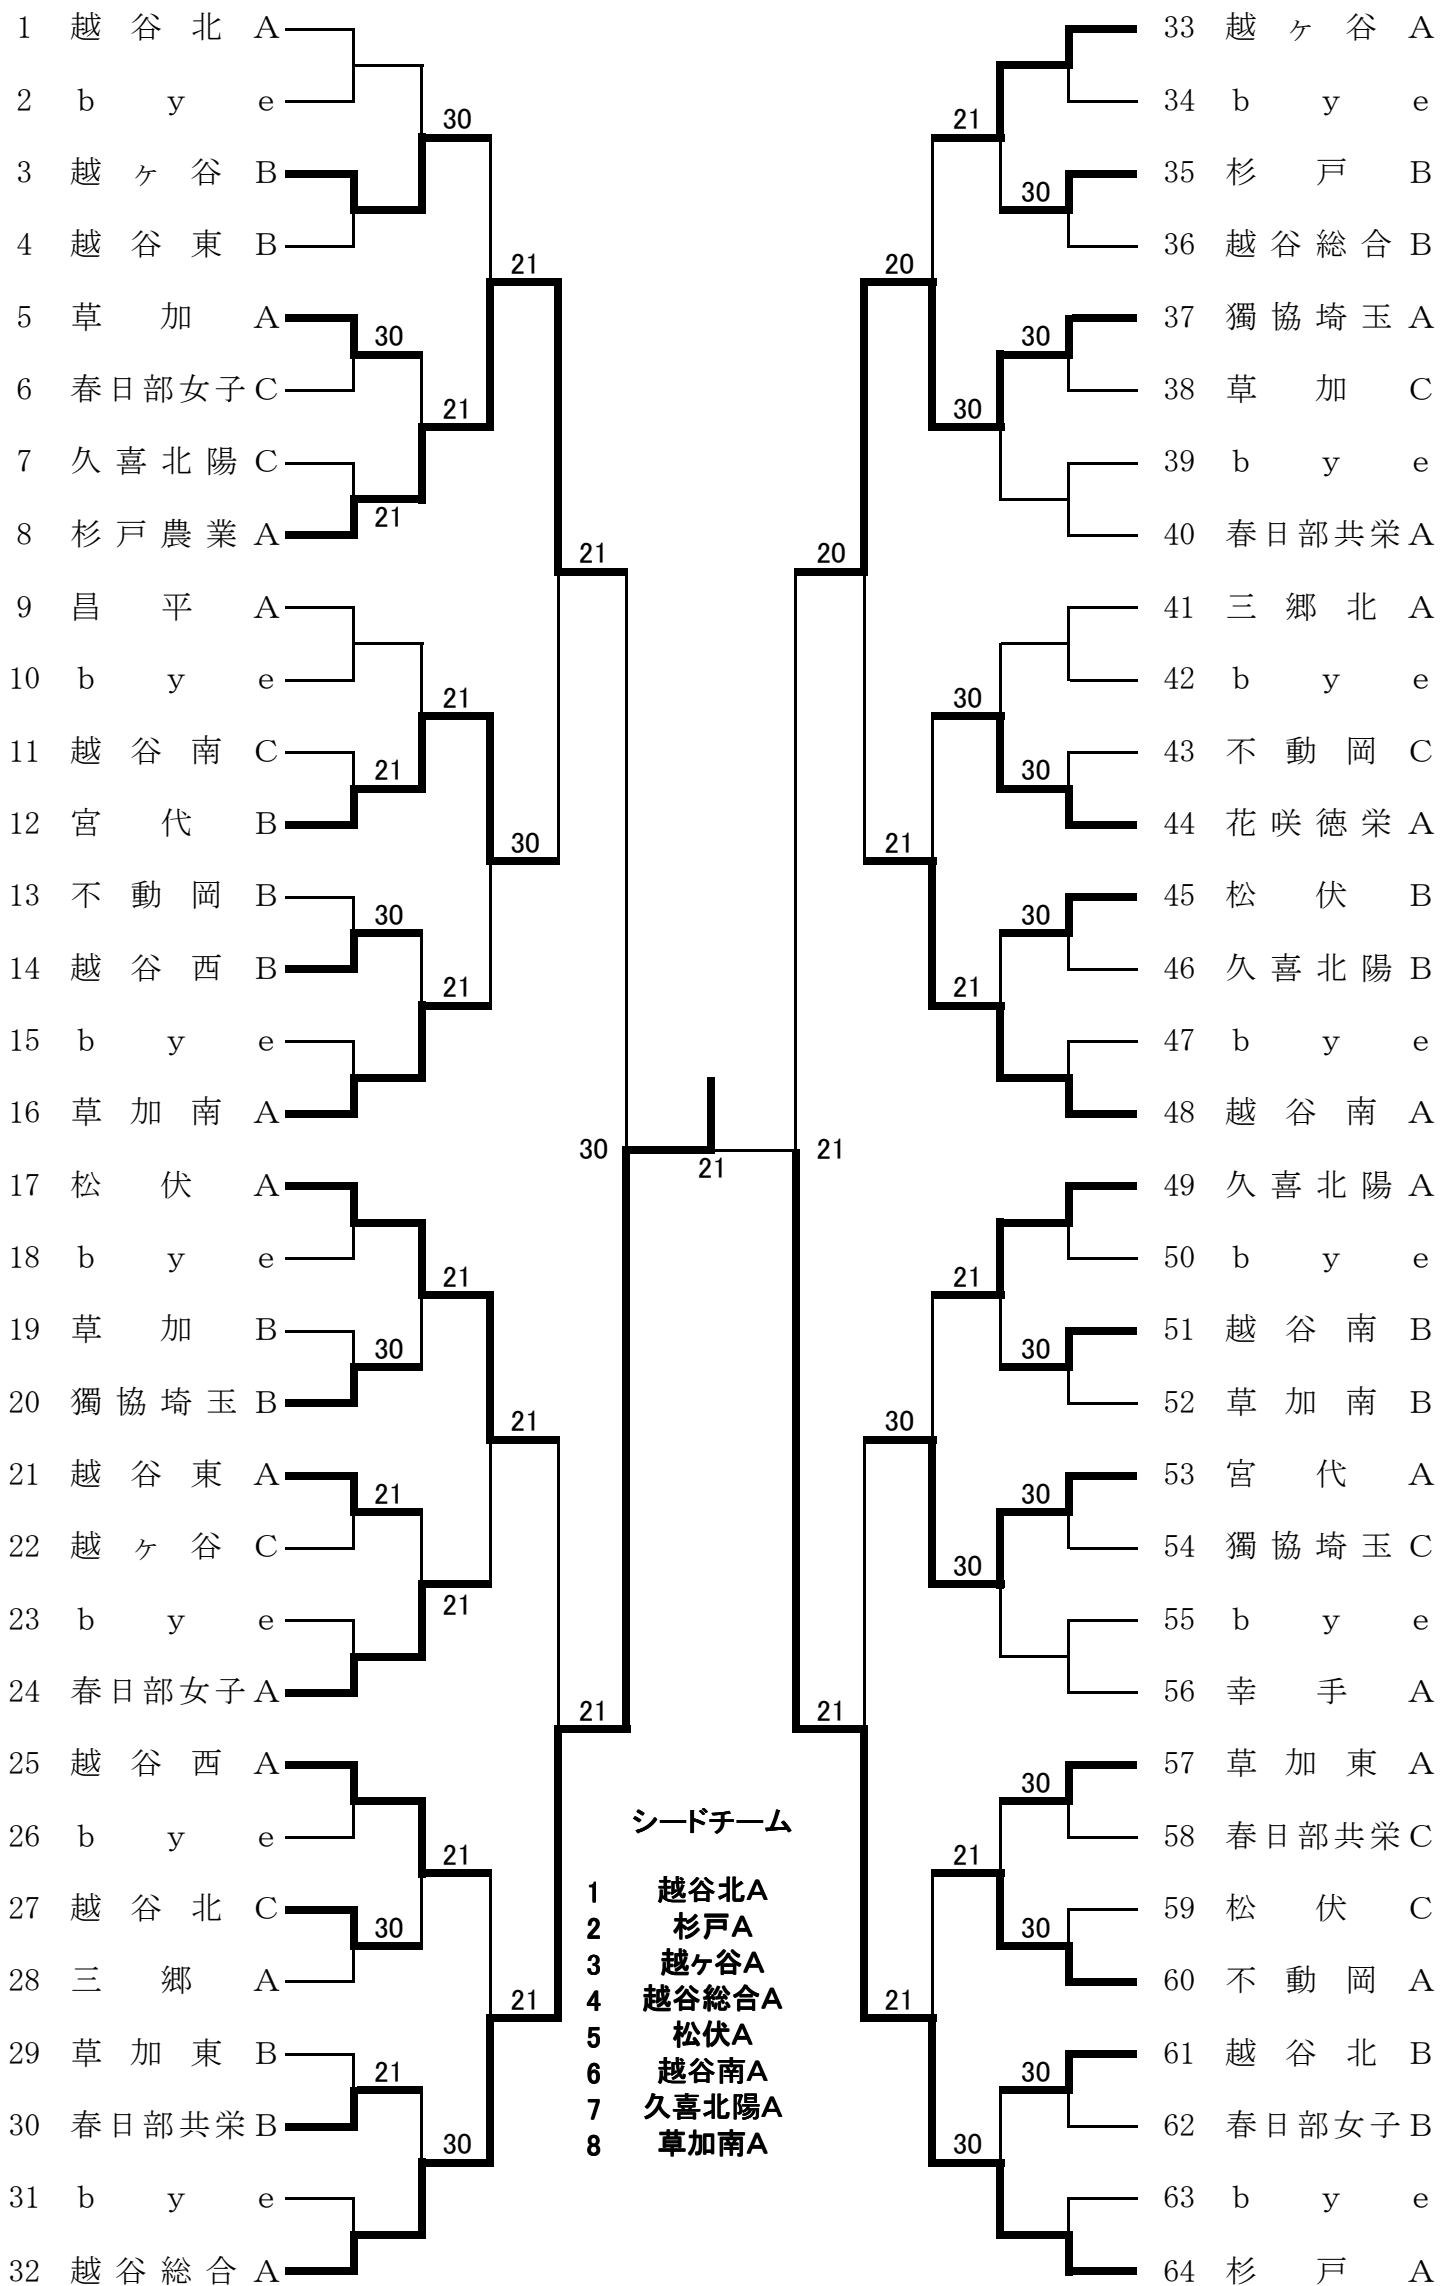 1 越谷北A
2 bye
30
3 越ヶ谷B
4 越谷東B
21
5 草加A
30
6 春日部女子C
21
7 久喜北陽C
21
8 杉戸農業A
21
9 昌平A
10 bye
21
11 越谷南C
21
12 宮代B
30
13 不動岡B
30
14 越谷西B
21
15 bye
16 草加南A
30
17 松伏A
18 bye
21
19 草加B
30
20 獨協埼玉B
21
21 越谷東A
21
22 越ヶ谷C
21
23 bye
24 春日部女子A
21
25 越谷西A
26 bye
21
27 越谷北C
30
28 三郷A
21
29 草加東B
21
30 春日部共栄B
30
31 bye
32 越谷総合A
21
シードチーム
1 越谷北A
2 杉戸A
3 越ヶ谷A
4 越谷総合A
5 松伏A
6 越谷南A
7 久喜北陽A
8 草加南A
33 越ヶ谷A
34 bye
21
35 杉戸B
30
36 越谷総合B
20
37 獨協埼玉A
30
38 草加C
30
39 bye
40 春日部共栄A
20
41 三郷北A
42 bye
30
43 不動岡C
30
44 花咲徳栄A
21
45 松伏B
30
46 久喜北陽B
21
47 bye
48 越谷南A
21
49 久喜北陽A
50 bye
21
51 越谷南B
30
52 草加南B
30
53 宮代A
30
54 獨協埼玉C
30
55 bye
56 幸手A
21
57 草加東A
30
58 春日部共栄C
21
59 松伏C
30
60 不動岡A
21
61 越谷北B
30
62 春日部女子B
30
63 bye
64 杉戸A